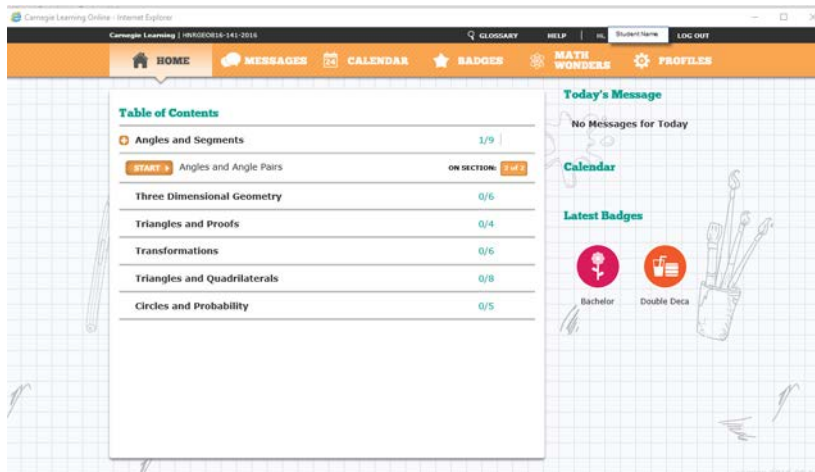 Carnegie Learning Online - Internet Explorer
Carnegie Learning | HNRGEO816-141-2016
GLOSSARY
HELP | HI, Student Name LOG OUT
HOME
MESSAGES
24 CALENDAR
BADGES
MATH WONDERS
PROFILES
Table of Contents
Angles and Segments 1/9
START Angles and Angle Pairs ON SECTION: 2 of 2
Three Dimensional Geometry 0/6
Triangles and Proofs 0/4
Transformations 0/6
Triangles and Quadrilaterals 0/8
Circles and Probability 0/5
Today's Message
No Messages for Today
Calendar
Latest Badges
Bachelor Double Deca